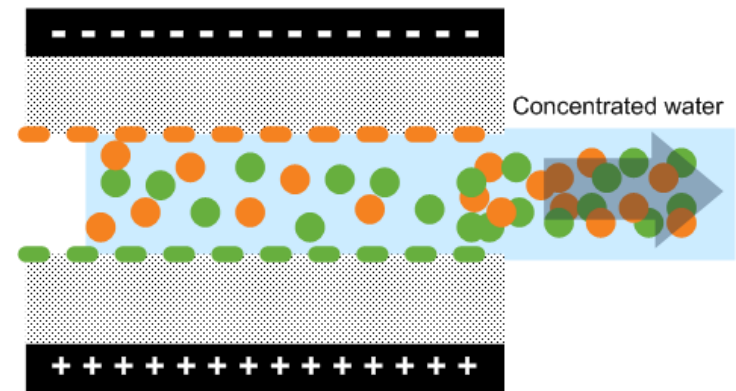 - - - - - - - - - - - - - - -
Concentrated water
+ + + + + + + + + + + + + +